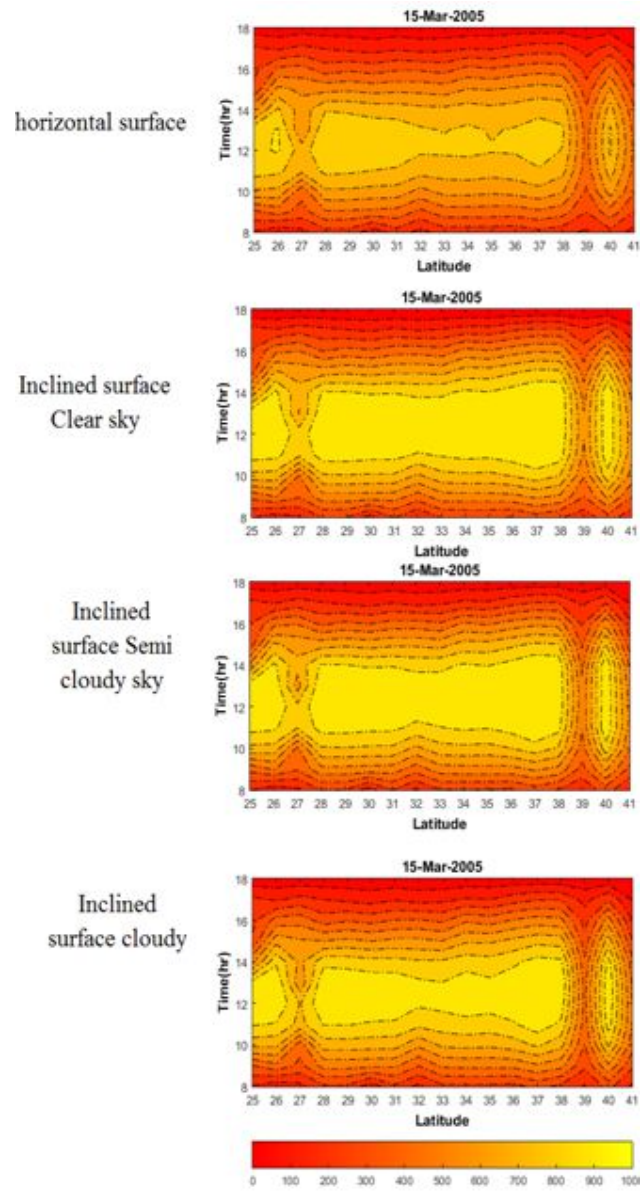 15-Mar-2005
horizontal surface
Time(hr)
18
16
14
12
10
8
25 26 27 28 29 30 31 32 33 34 35 36 37 38 39 40 41
Latitude
15-Mar-2005
Inclined surface
Clear sky
Time(hr)
18
16
14
12
10
8
25 26 27 28 29 30 31 32 33 34 35 36 37 38 39 40 41
Latitude
15-Mar-2005
Inclined
surface Semi
cloudy sky
Time(hr)
18
16
14
12
10
8
25 26 27 28 29 30 31 32 33 34 35 36 37 38 39 40 41
Latitude
15-Mar-2005
Inclined
surface cloudy
Time(hr)
18
16
14
12
10
8
25 26 27 28 29 30 31 32 33 34 35 36 37 38 39 40 41
Latitude
0 100 200 300 400 500 600 700 800 900 100